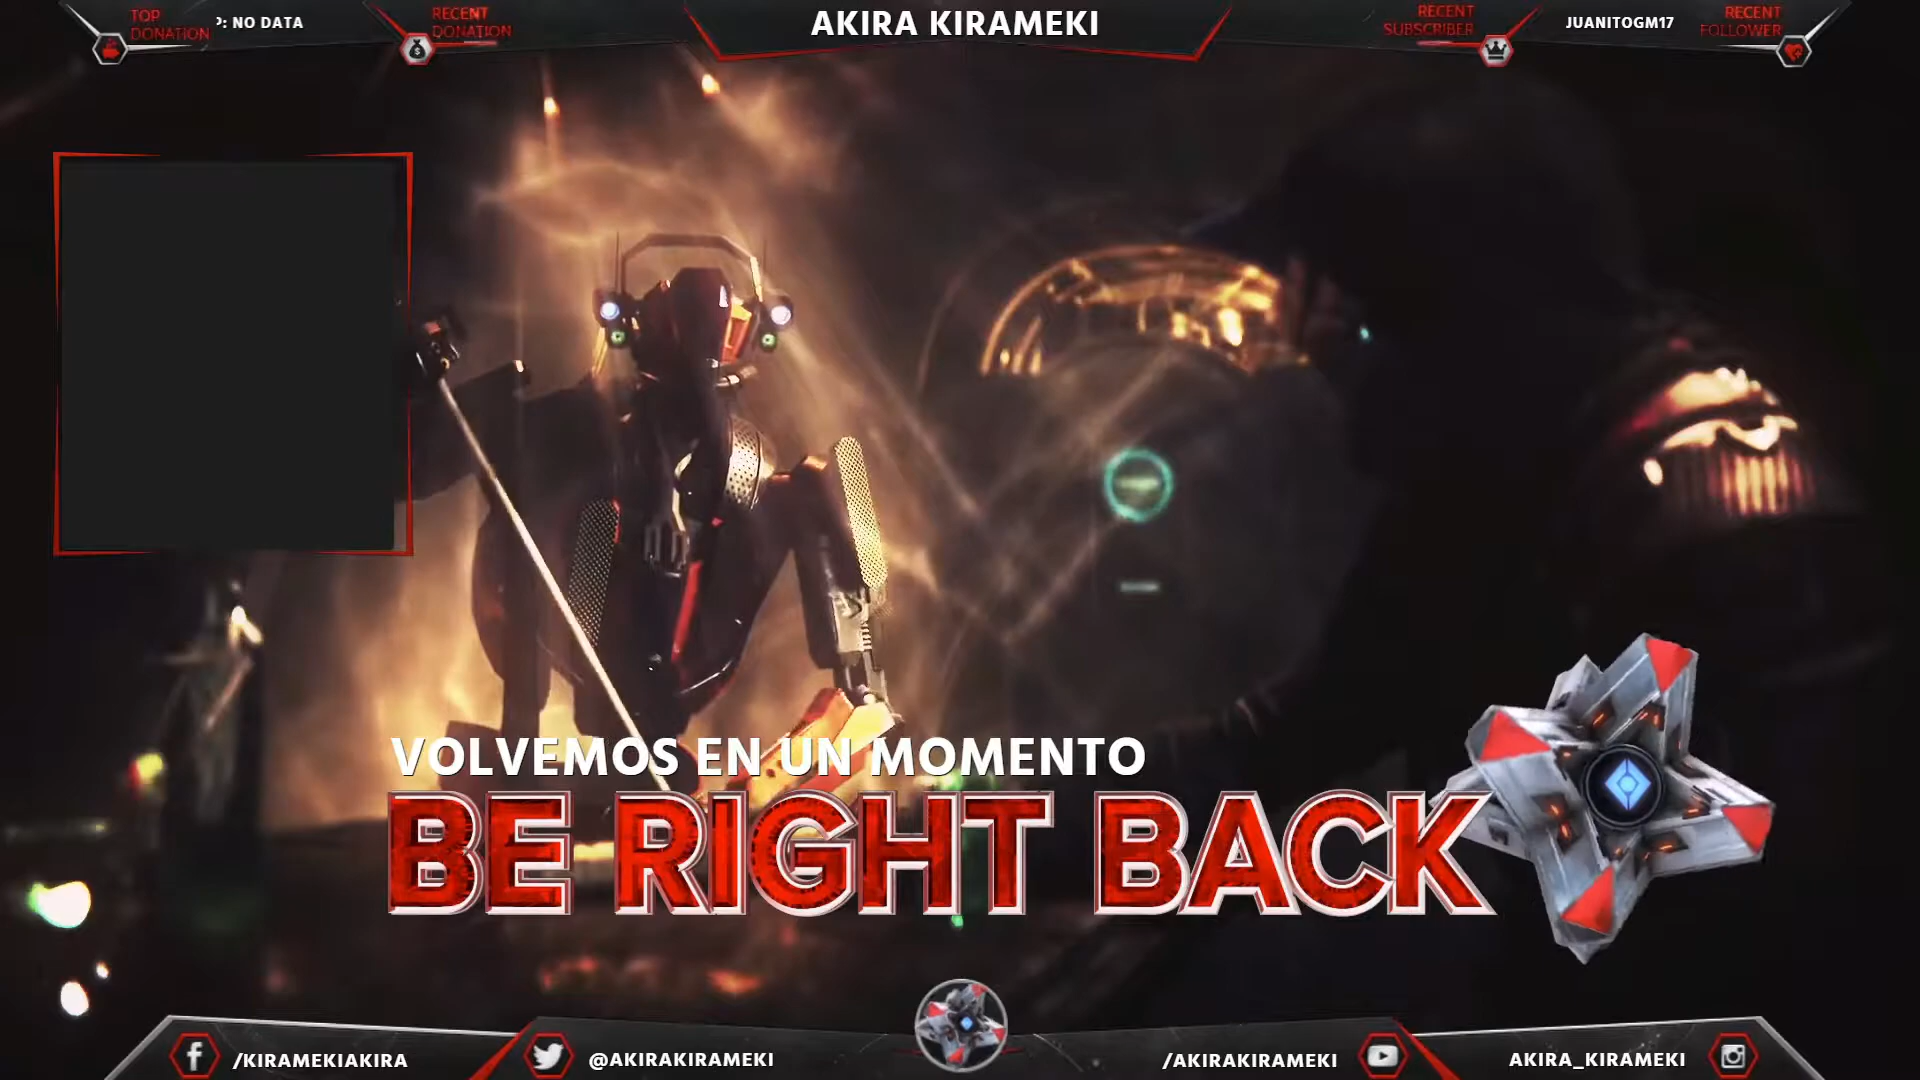 TOP
DONATION
P: NO DATA
RECENT
DONATION
AKIRA KIRAMEKI
RECENT
SUBSCRIBER
JUANITOGM17
RECENT
FOLLOWER
VOLVEMOS EN UN MOMENTO
BE RIGHT BACK
/KIRAMEKIAKIRA
@AKIRAKIRAMEKI
/AKIRAKIRAMEKI
AKIRA_KIRAMEKI